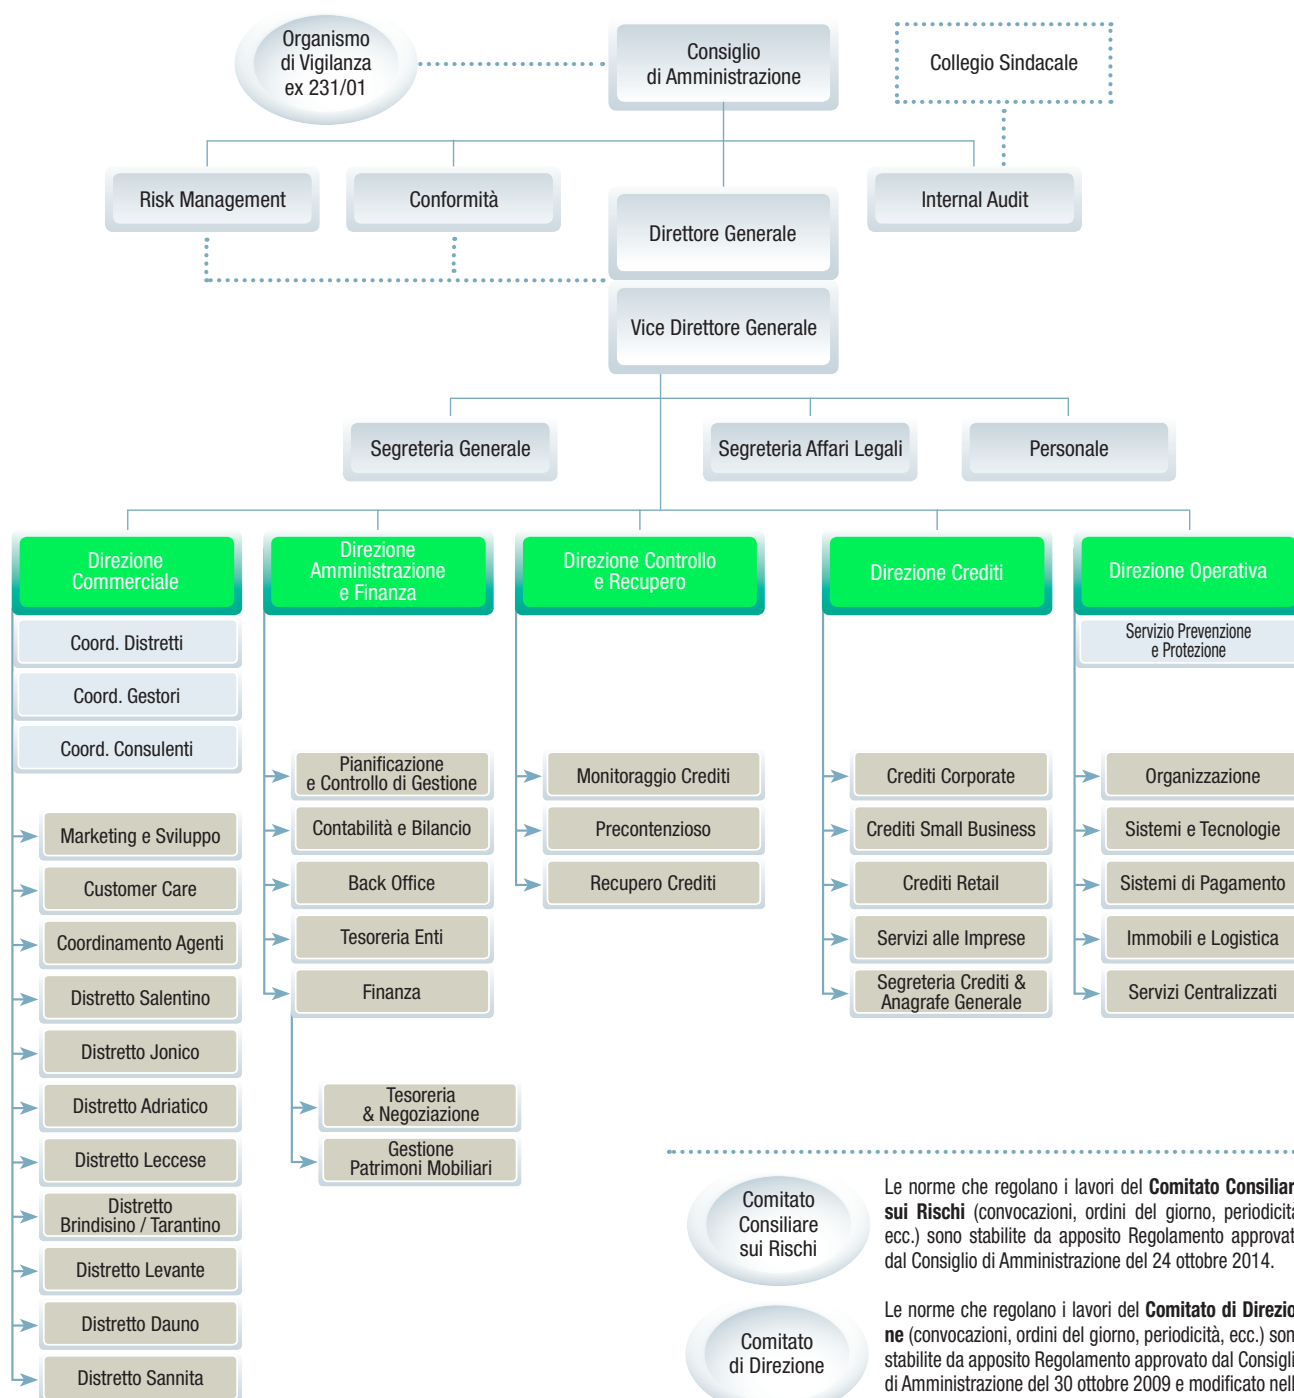 Organismo
di Vigilanza
ex 231/01
Consiglio
di Amministrazione
Collegio Sindacale
Risk Management
Conformità
Internal Audit
Direttore Generale
Vice Direttore Generale
Segreteria Generale
Segreteria Affari Legali
Personale
Direzione
Commerciale
Coord. Distretti
Coord. Gestori
Coord. Consulenti
Marketing e Sviluppo
Customer Care
Coordinamento Agenti
Distretto Salentino
Distretto Jonico
Distretto Adriatico
Distretto Leccese
Distretto
Brindisino / Tarantino
Distretto Levante
Distretto Dauno
Distretto Sannita
Direzione
Amministrazione
e Finanza
Pianificazione
e Controllo di Gestione
Contabilità e Bilancio
Back Office
Tesoreria Enti
Finanza
Tesoreria
& Negoziazione
Gestione
Patrimoni Mobiliari
Direzione Controllo
e Recupero
Monitoraggio Crediti
Precontenzioso
Recupero Crediti
Direzione Crediti
Crediti Corporate
Crediti Small Business
Crediti Retail
Servizi alle Imprese
Segreteria Crediti &
Anagrafe Generale
Direzione Operativa
Servizio Prevenzione
e Protezione
Organizzazione
Sistemi e Tecnologie
Sistemi di Pagamento
Immobili e Logistica
Servizi Centralizzati
Comitato
Consiliare
sui Rischi
Le norme che regolano i lavori del Comitato Consiliar
sui Rischi (convocazioni, ordini del giorno, periodicità
ecc.) sono stabilite da apposito Regolamento approvat
dal Consiglio di Amministrazione del 24 ottobre 2014.
Comitato
di Direzione
Le norme che regolano i lavori del Comitato di Direzio
ne (convocazioni, ordini del giorno, periodicità, ecc.) son
stabilite da apposito Regolamento approvato dal Consigli
di Amministrazione del 30 ottobre 2009 e modificato nell